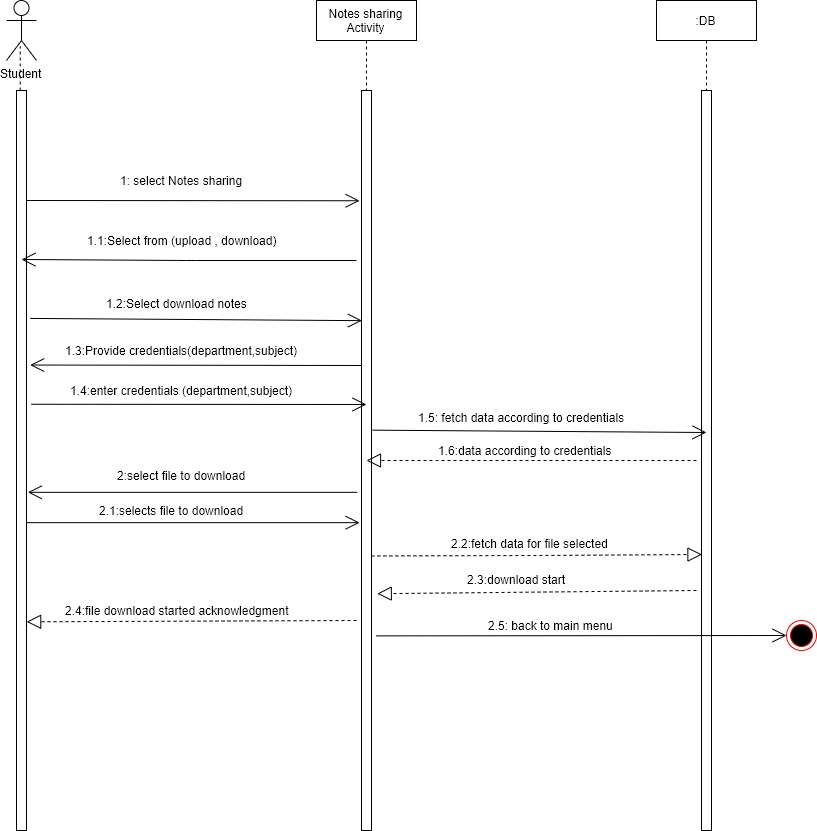 Notes sharing
Activity
:DB
Student
1: select Notes sharing
1.1:Select from (upload , download)
1.2:Select download notes
1.3:Provide credentials(department,subject)
1.4:enter credentials (department,subject)
1.5: fetch data according to credentials
1.6:data according to credentials
2:select file to download
2.1:selects file to download
2.2:fetch data for file selected
2.3:download start
2.4:file download started acknowledgment
2.5: back to main menu